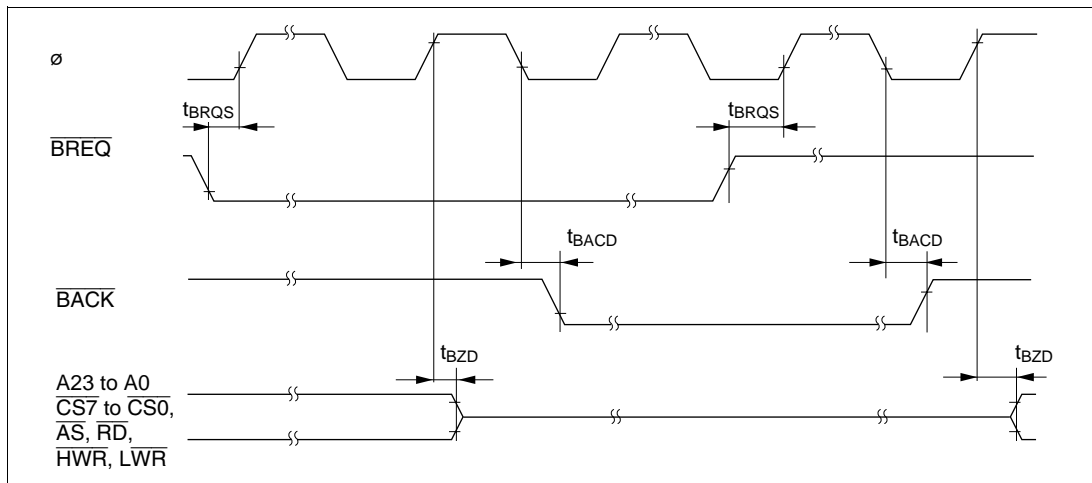 ø
tBRQS
tBRQS
BREQ
tBACD
tBACD
BACK
tBZD
tBZD
A23 to A0
CS7 to CS0,
AS, RD,
HWR, LWR